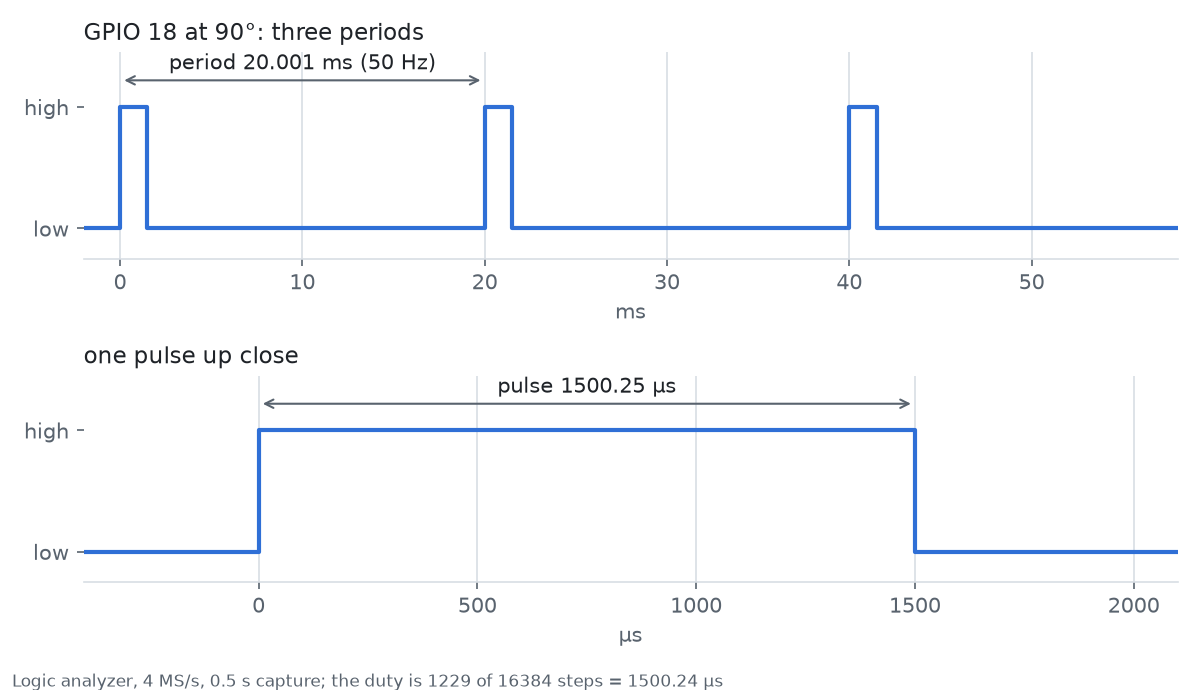 GPIO 18 at 90°: three periods
period 20.001 ms (50 Hz)
high
low
0 10 20 30 40 50
ms
one pulse up close
pulse 1500.25 µs
high
low
0 500 1000 1500 2000
µs
Logic analyzer, 4 MS/s, 0.5 s capture; the duty is 1229 of 16384 steps = 1500.24 µs